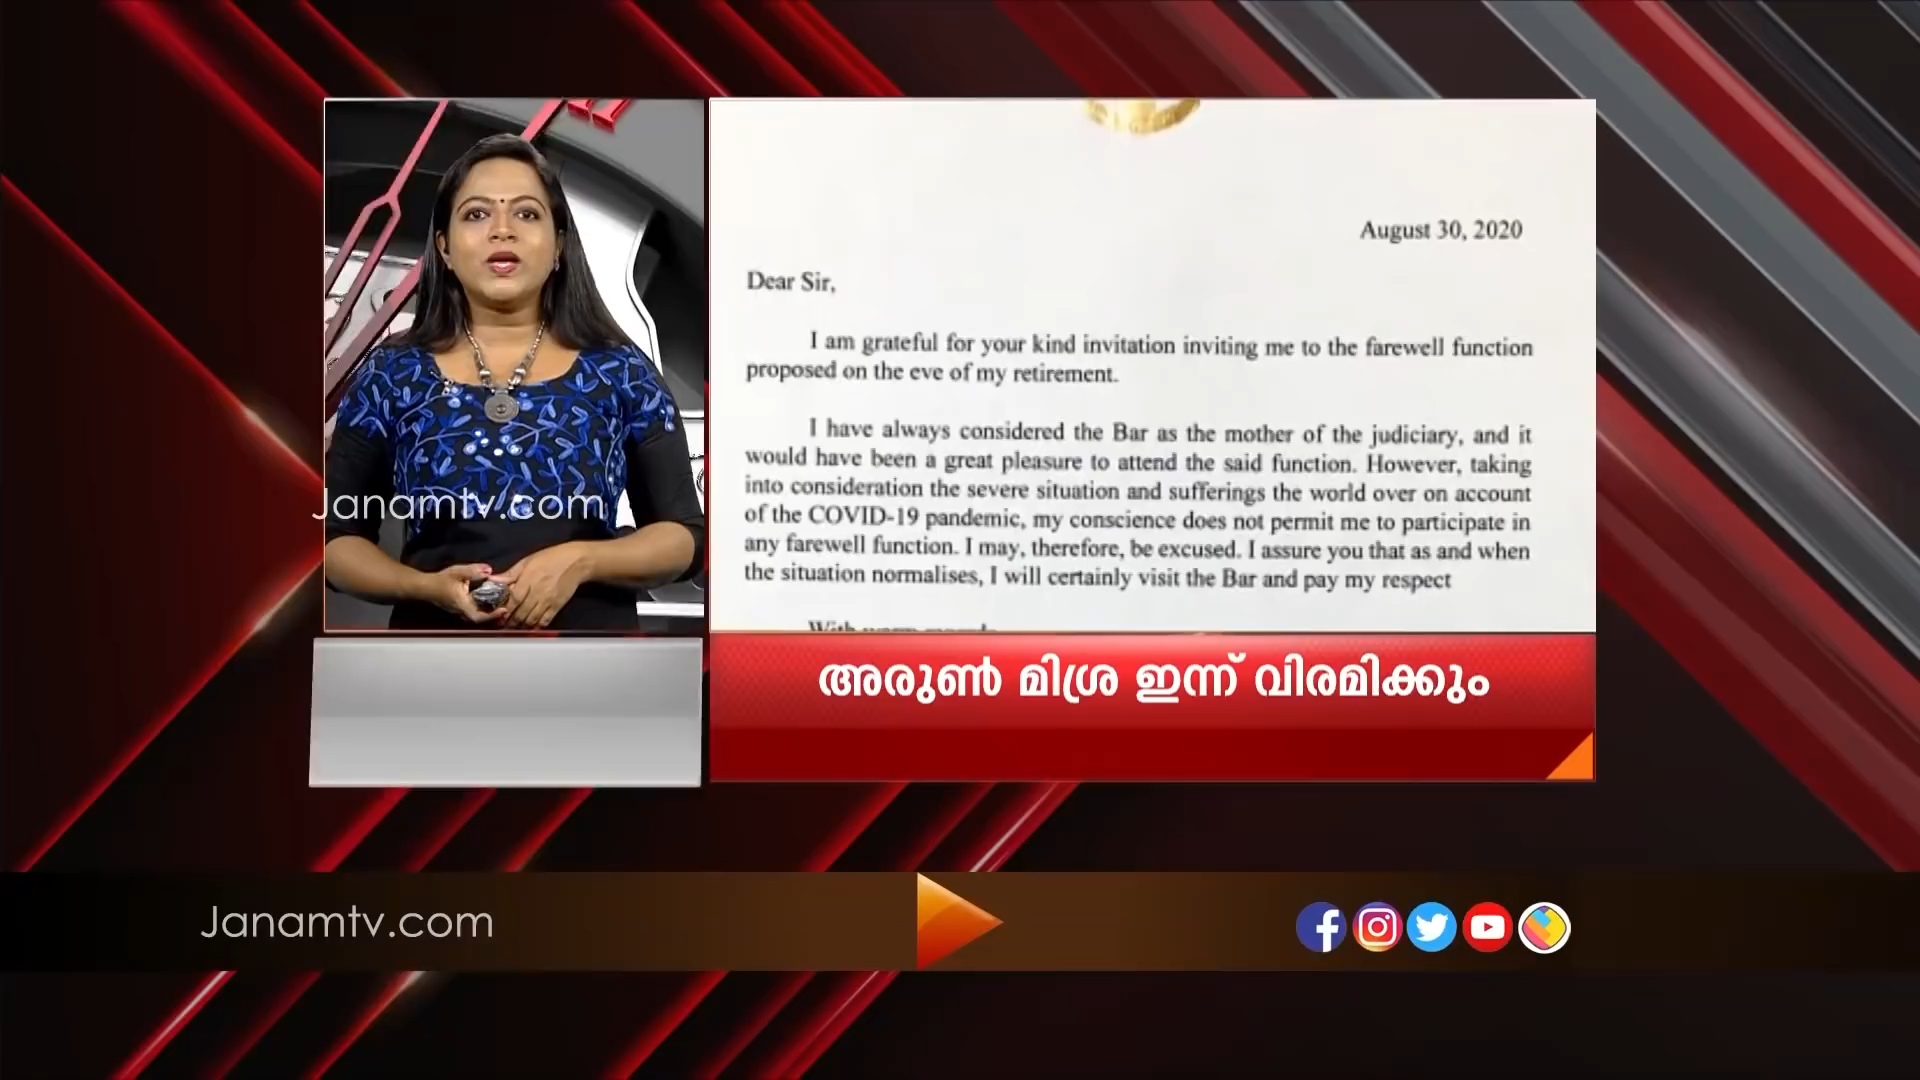 August 30, 2020
Dear Sir,
I am grateful for your kind invitation inviting me to the farewell function
proposed on the eve of my retirement.
I have always considered the Bar as the mother of the judiciary, and it
would have been a great pleasure to attend the said function. However, taking
into consideration the severe situation and sufferings the world over on account
of the COVID-19 pandemic, my conscience does not permit me to participate in
any farewell function. I may, therefore, be excused. I assure you that as and when
the situation normalises, I will certainly visit the Bar and pay my respect
Janamtv.com
അരുൺ മിശ്ര ഇന്ന് വിരമിക്കും
Janamtv.com